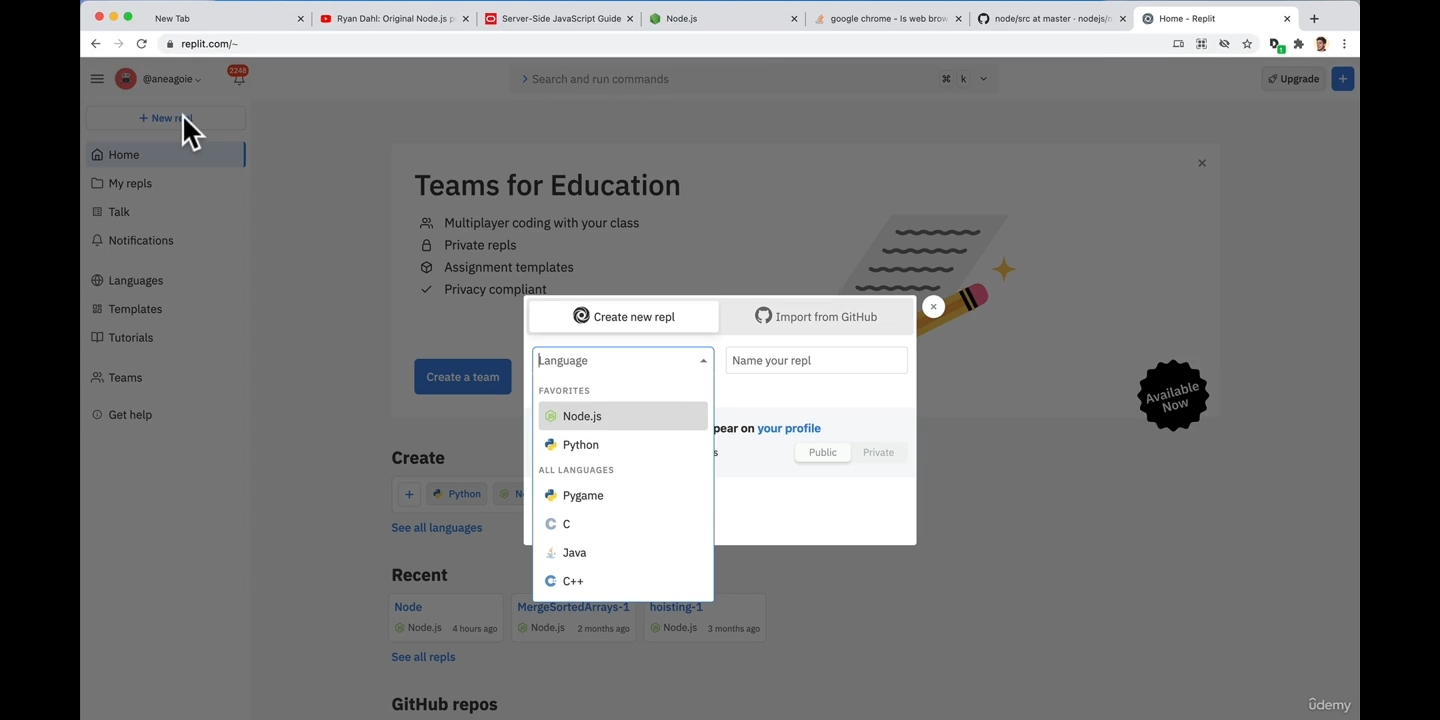 New Tab
Ryan Dahl: Original Node.js p
Server-Side JavaScript Guide
Node.js
google chrome - Is web brow
node/src at master · nodejs/n
Home - Replit
replit.com/~
@aneagoie
2248
Search and run commands
⌘ k
Upgrade
+ New
Home
My repls
Talk
Notifications
Languages
Templates
Tutorials
Teams
Get help
Teams for Education
Multiplayer coding with your class
Private repls
Assignment templates
Privacy compliant
Create a team
Available
Now
Create new repl
Import from GitHub
Language
Name your repl
FAVORITES
Node.js
Python
ALL LANGUAGES
Pygame
C
Java
C++
pear on your profile
s
Public
Private
Create
+
Python
N
See all languages
Recent
Node
Node.js
4 hours ago
MergeSortedArrays-1
Node.js
2 months ago
hoisting-1
Node.js
3 months ago
See all repls
GitHub repos
ûdemy